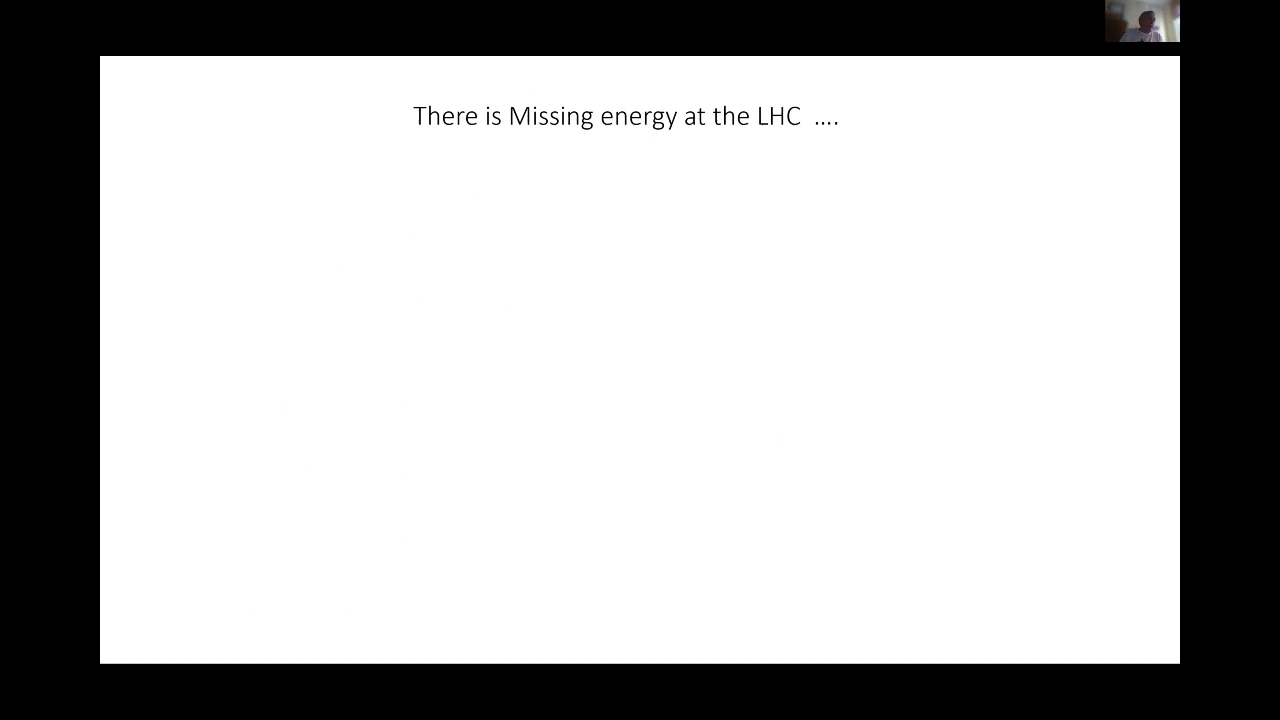 There is Missing energy at the LHC ....